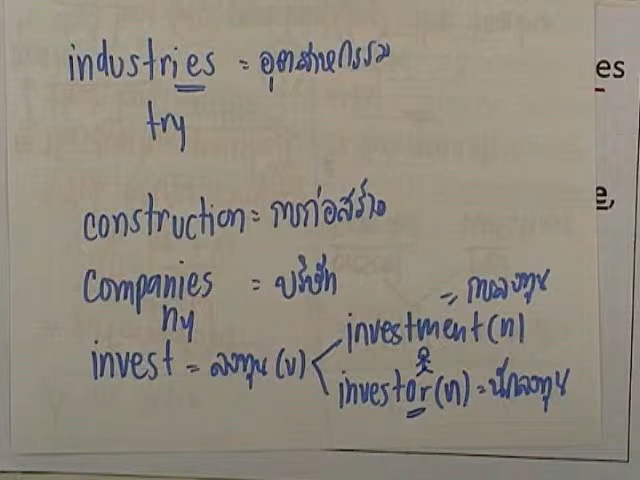 industries = อุตสาหกรรม
try
construction = การก่อสร้าง
companies = บริษัท
ny
invest = ลงทุน (v)
investment (n) = การลงทุน
investor (n) = นักลงทุน
es
e,